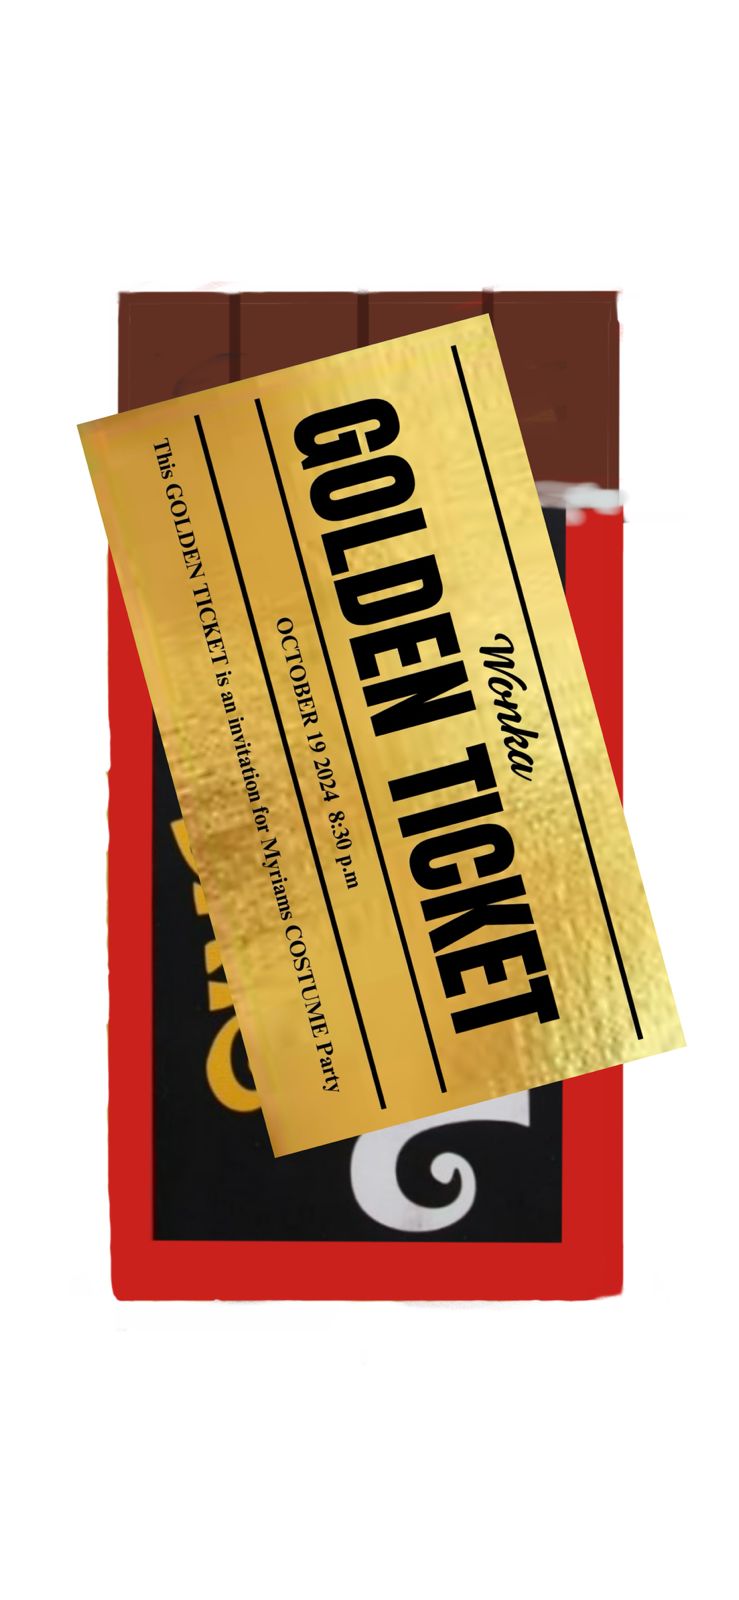 Wonka
GOLDEN TICKET
OCTOBER 19 2024 8:30 p.m
This GOLDEN TICKET is an invitation for Myriams COSTUME Party